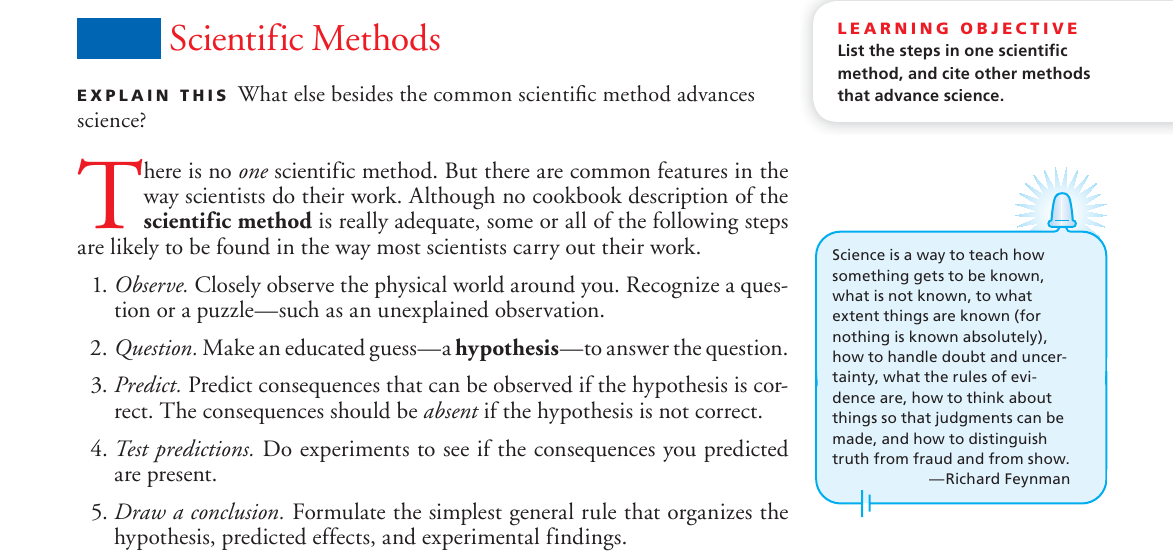 Scientific Methods
EXPLAIN THIS What else besides the common scientific method advances
science?
There is no one scientific method. But there are common features in the
way scientists do their work. Although no cookbook description of the
scientific method is really adequate, some or all of the following steps
are likely to be found in the way most scientists carry out their work.
1. Observe. Closely observe the physical world around you. Recognize a ques-
tion or a puzzle—such as an unexplained observation.
2. Question. Make an educated guess—a hypothesis—to answer the question.
3. Predict. Predict consequences that can be observed if the hypothesis is cor-
rect. The consequences should be absent if the hypothesis is not correct.
4. Test predictions. Do experiments to see if the consequences you predicted
are present.
5. Draw a conclusion. Formulate the simplest general rule that organizes the
hypothesis, predicted effects, and experimental findings.
LEARNING OBJECTIVE
List the steps in one scientific
method, and cite other methods
that advance science.
Science is a way to teach how
something gets to be known,
what is not known, to what
extent things are known (for
nothing is known absolutely),
how to handle doubt and uncer-
tainty, what the rules of evi-
dence are, how to think about
things so that judgments can be
made, and how to distinguish
truth from fraud and from show.
—Richard Feynman